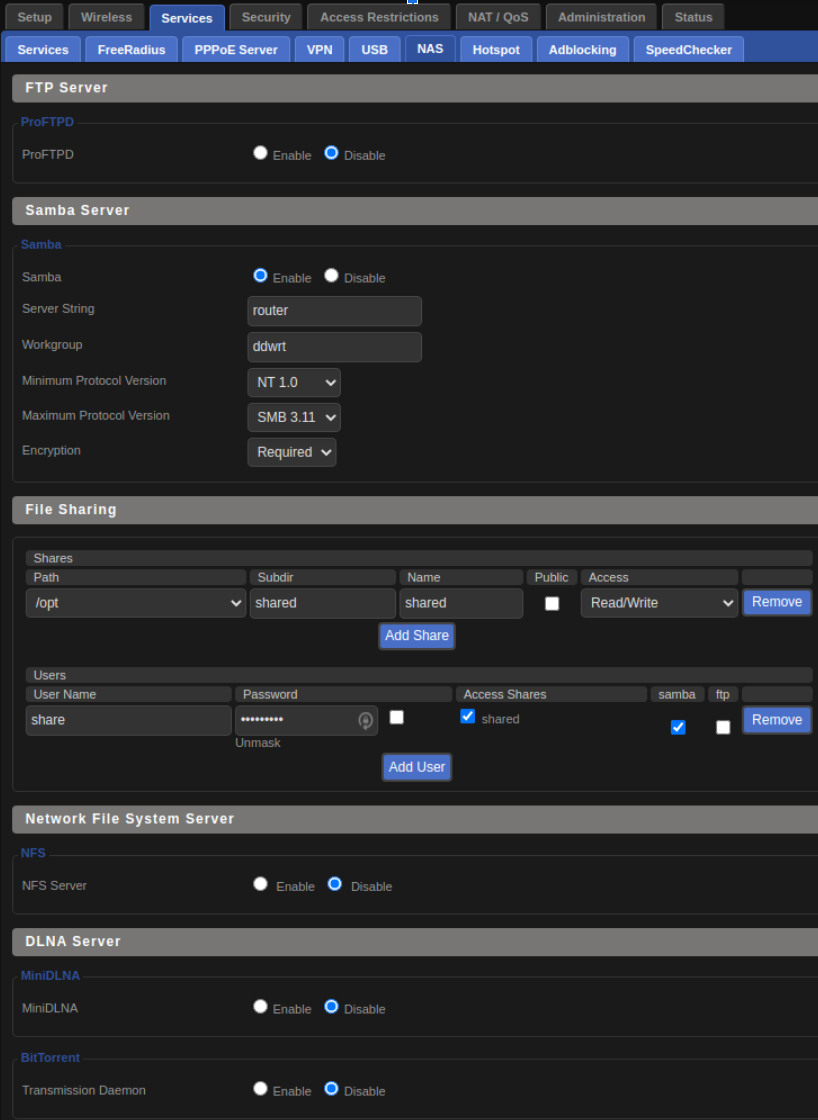 Setup Wireless Services Security Access Restrictions NAT / QoS Administration Status
Services FreeRadius PPPoE Server VPN USB NAS Hotspot Adblocking SpeedChecker
FTP Server
ProFTPD
ProFTPD Enable Disable
Samba Server
Samba
Samba Enable Disable
Server String router
Workgroup ddwrt
Minimum Protocol Version NT 1.0
Maximum Protocol Version SMB 3.11
Encryption Required
File Sharing
Shares
Path Subdir Name Public Access
/opt shared shared Read/Write Remove
Add Share
Users
User Name Password Access Shares samba ftp
share ••••••••• shared Remove
Unmask
Add User
Network File System Server
NFS
NFS Server Enable Disable
DLNA Server
MiniDLNA
MiniDLNA Enable Disable
BitTorrent
Transmission Daemon Enable Disable